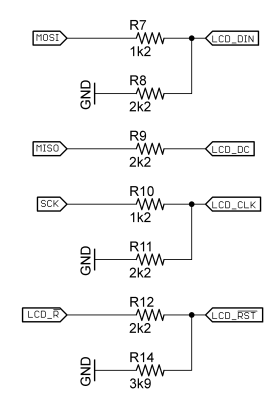 R7
MOSI LCD_DIN
1k2
R8
GND
2k2
R9
MISO LCD_DC
2k2
R10
SCK LCD_CLK
1k2
R11
GND
2k2
R12
LCD_R̅ LCD_R̅S̅T̅
2k2
R14
GND
3k9